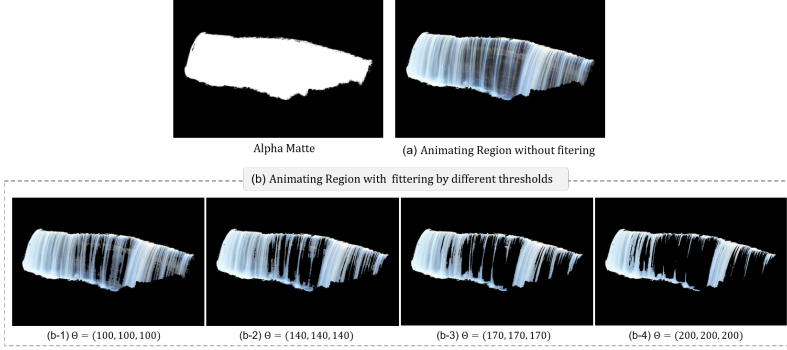 Alpha Matte
(a) Animating Region without fitering
(b) Animating Region with fittering by different thresholds
(b-1) Θ = (100, 100, 100)
(b-2) Θ = (140, 140, 140)
(b-3) Θ = (170, 170, 170)
(b-4) Θ = (200, 200, 200)